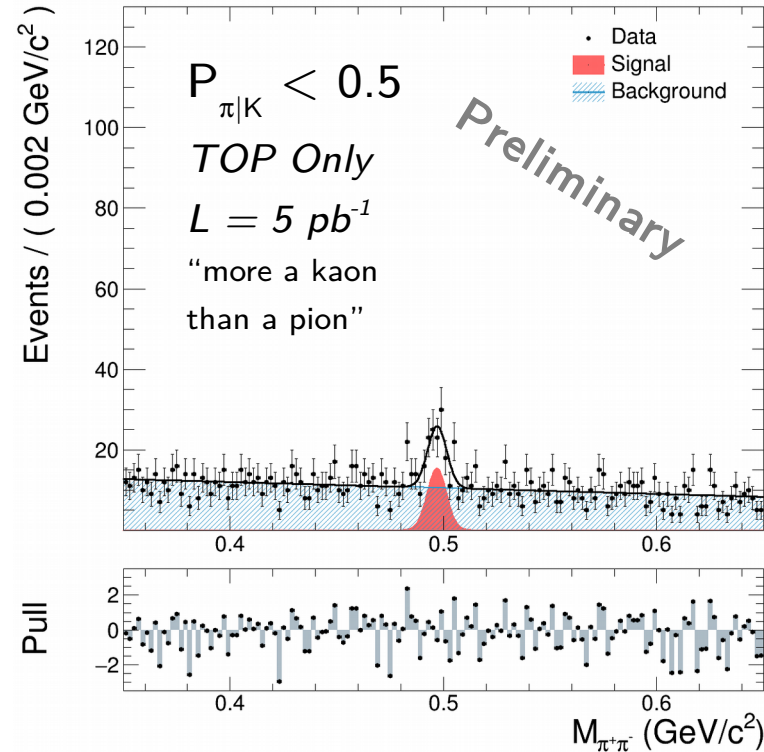 Events / ( 0.002 GeV/c²)
120
100
80
60
40
20
P_π|K < 0.5
TOP Only
L = 5 pb⁻¹
“more a kaon
than a pion”
Preliminary
Data
Signal
Background
0.4 0.5 0.6
Pull
2
0
−2
0.4 0.5 0.6
M_π⁺π⁻ (GeV/c²)